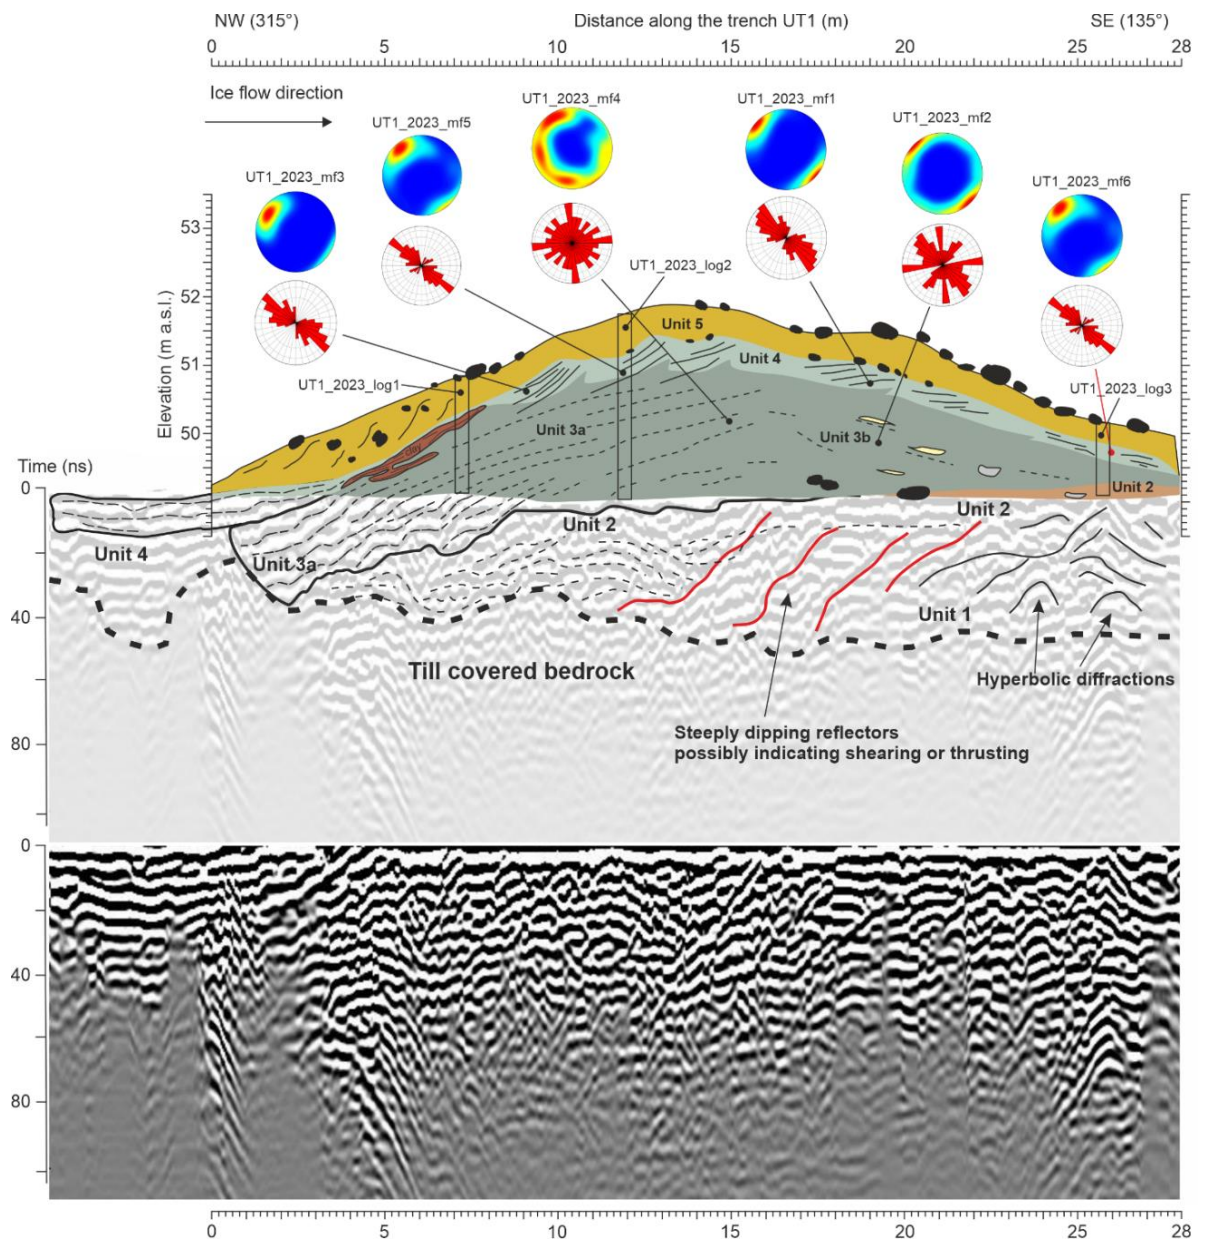 NW (315°)
Distance along the trench UT1 (m)
SE (135°)
0 5 10 15 20 25 28
Ice flow direction
UT1_2023_mf3
UT1_2023_mf5
UT1_2023_mf4
UT1_2023_mf1
UT1_2023_mf2
UT1_2023_mf6
Elevation (m a.s.l.)
53
52
51
50
UT1_2023_log2
UT1_2023_log1
UT1_2023_log3
Unit 5
Unit 4
Unit 3a
Unit 3b
clay
Unit 2
Time (ns)
0
40
80
Unit 4
Unit 3a
Unit 2
Unit 2
Unit 1
Till covered bedrock
Hyperbolic diffractions
Steeply dipping reflectors
possibly indicating shearing or thrusting
0
40
80
0 5 10 15 20 25 28